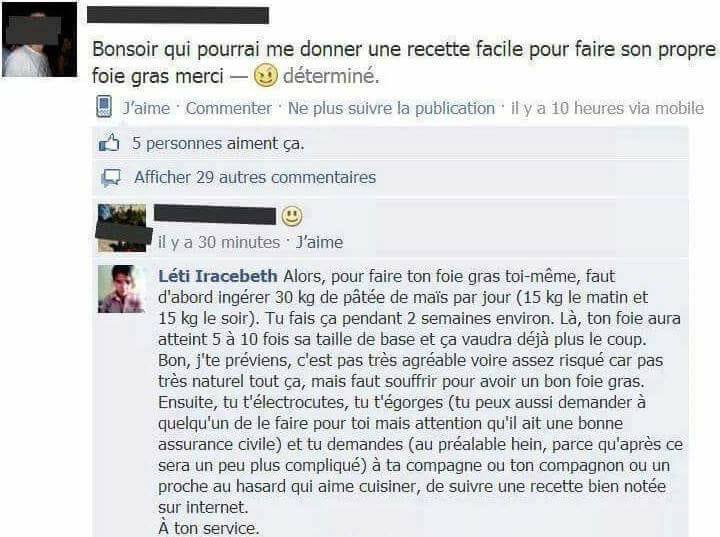 Bonsoir qui pourrai me donner une recette facile pour faire son propre
foie gras merci — déterminé.
J'aime · Commenter · Ne plus suivre la publication · il y a 10 heures via mobile
5 personnes aiment ça.
Afficher 29 autres commentaires
il y a 30 minutes · J'aime
Léti Iracebeth Alors, pour faire ton foie gras toi-même, faut
d'abord ingérer 30 kg de pâtée de maïs par jour (15 kg le matin et
15 kg le soir). Tu fais ça pendant 2 semaines environ. Là, ton foie aura
atteint 5 à 10 fois sa taille de base et ça vaudra déjà plus le coup.
Bon, j'te préviens, c'est pas très agréable voire assez risqué car pas
très naturel tout ça, mais faut souffrir pour avoir un bon foie gras.
Ensuite, tu t'électrocutes, tu t'égorges (tu peux aussi demander à
quelqu'un de le faire pour toi mais attention qu'il ait une bonne
assurance civile) et tu demandes (au préalable hein, parce qu'après ce
sera un peu plus compliqué) à ta compagne ou ton compagnon ou un
proche au hasard qui aime cuisiner, de suivre une recette bien notée
sur internet.
À ton service.